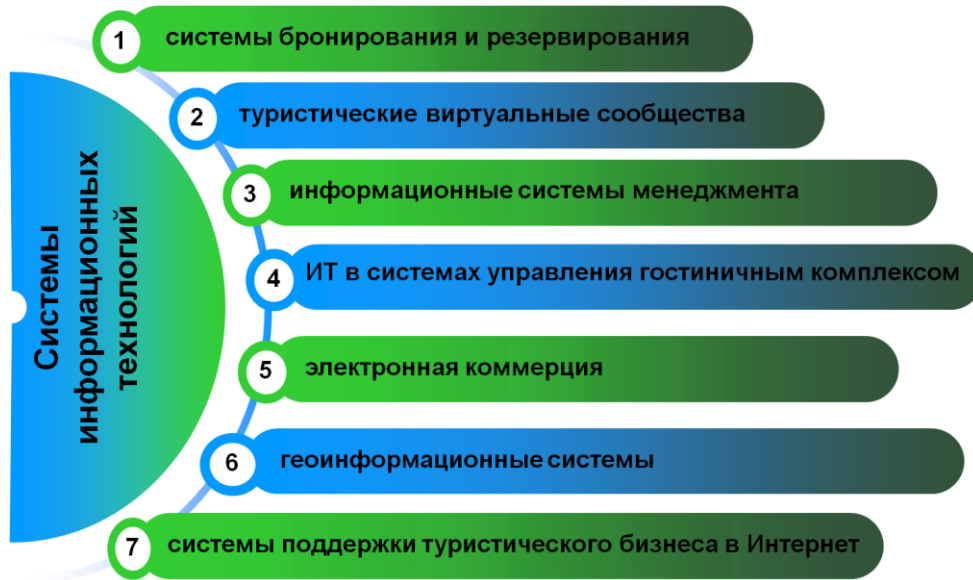 Системы
информационных
технологий
1 системы бронирования и резервирования
2 туристические виртуальные сообщества
3 информационные системы менеджмента
4 ИТ в системах управления гостиничным комплексом
5 электронная коммерция
6 геоинформационные системы
7 системы поддержки туристического бизнеса в Интернет